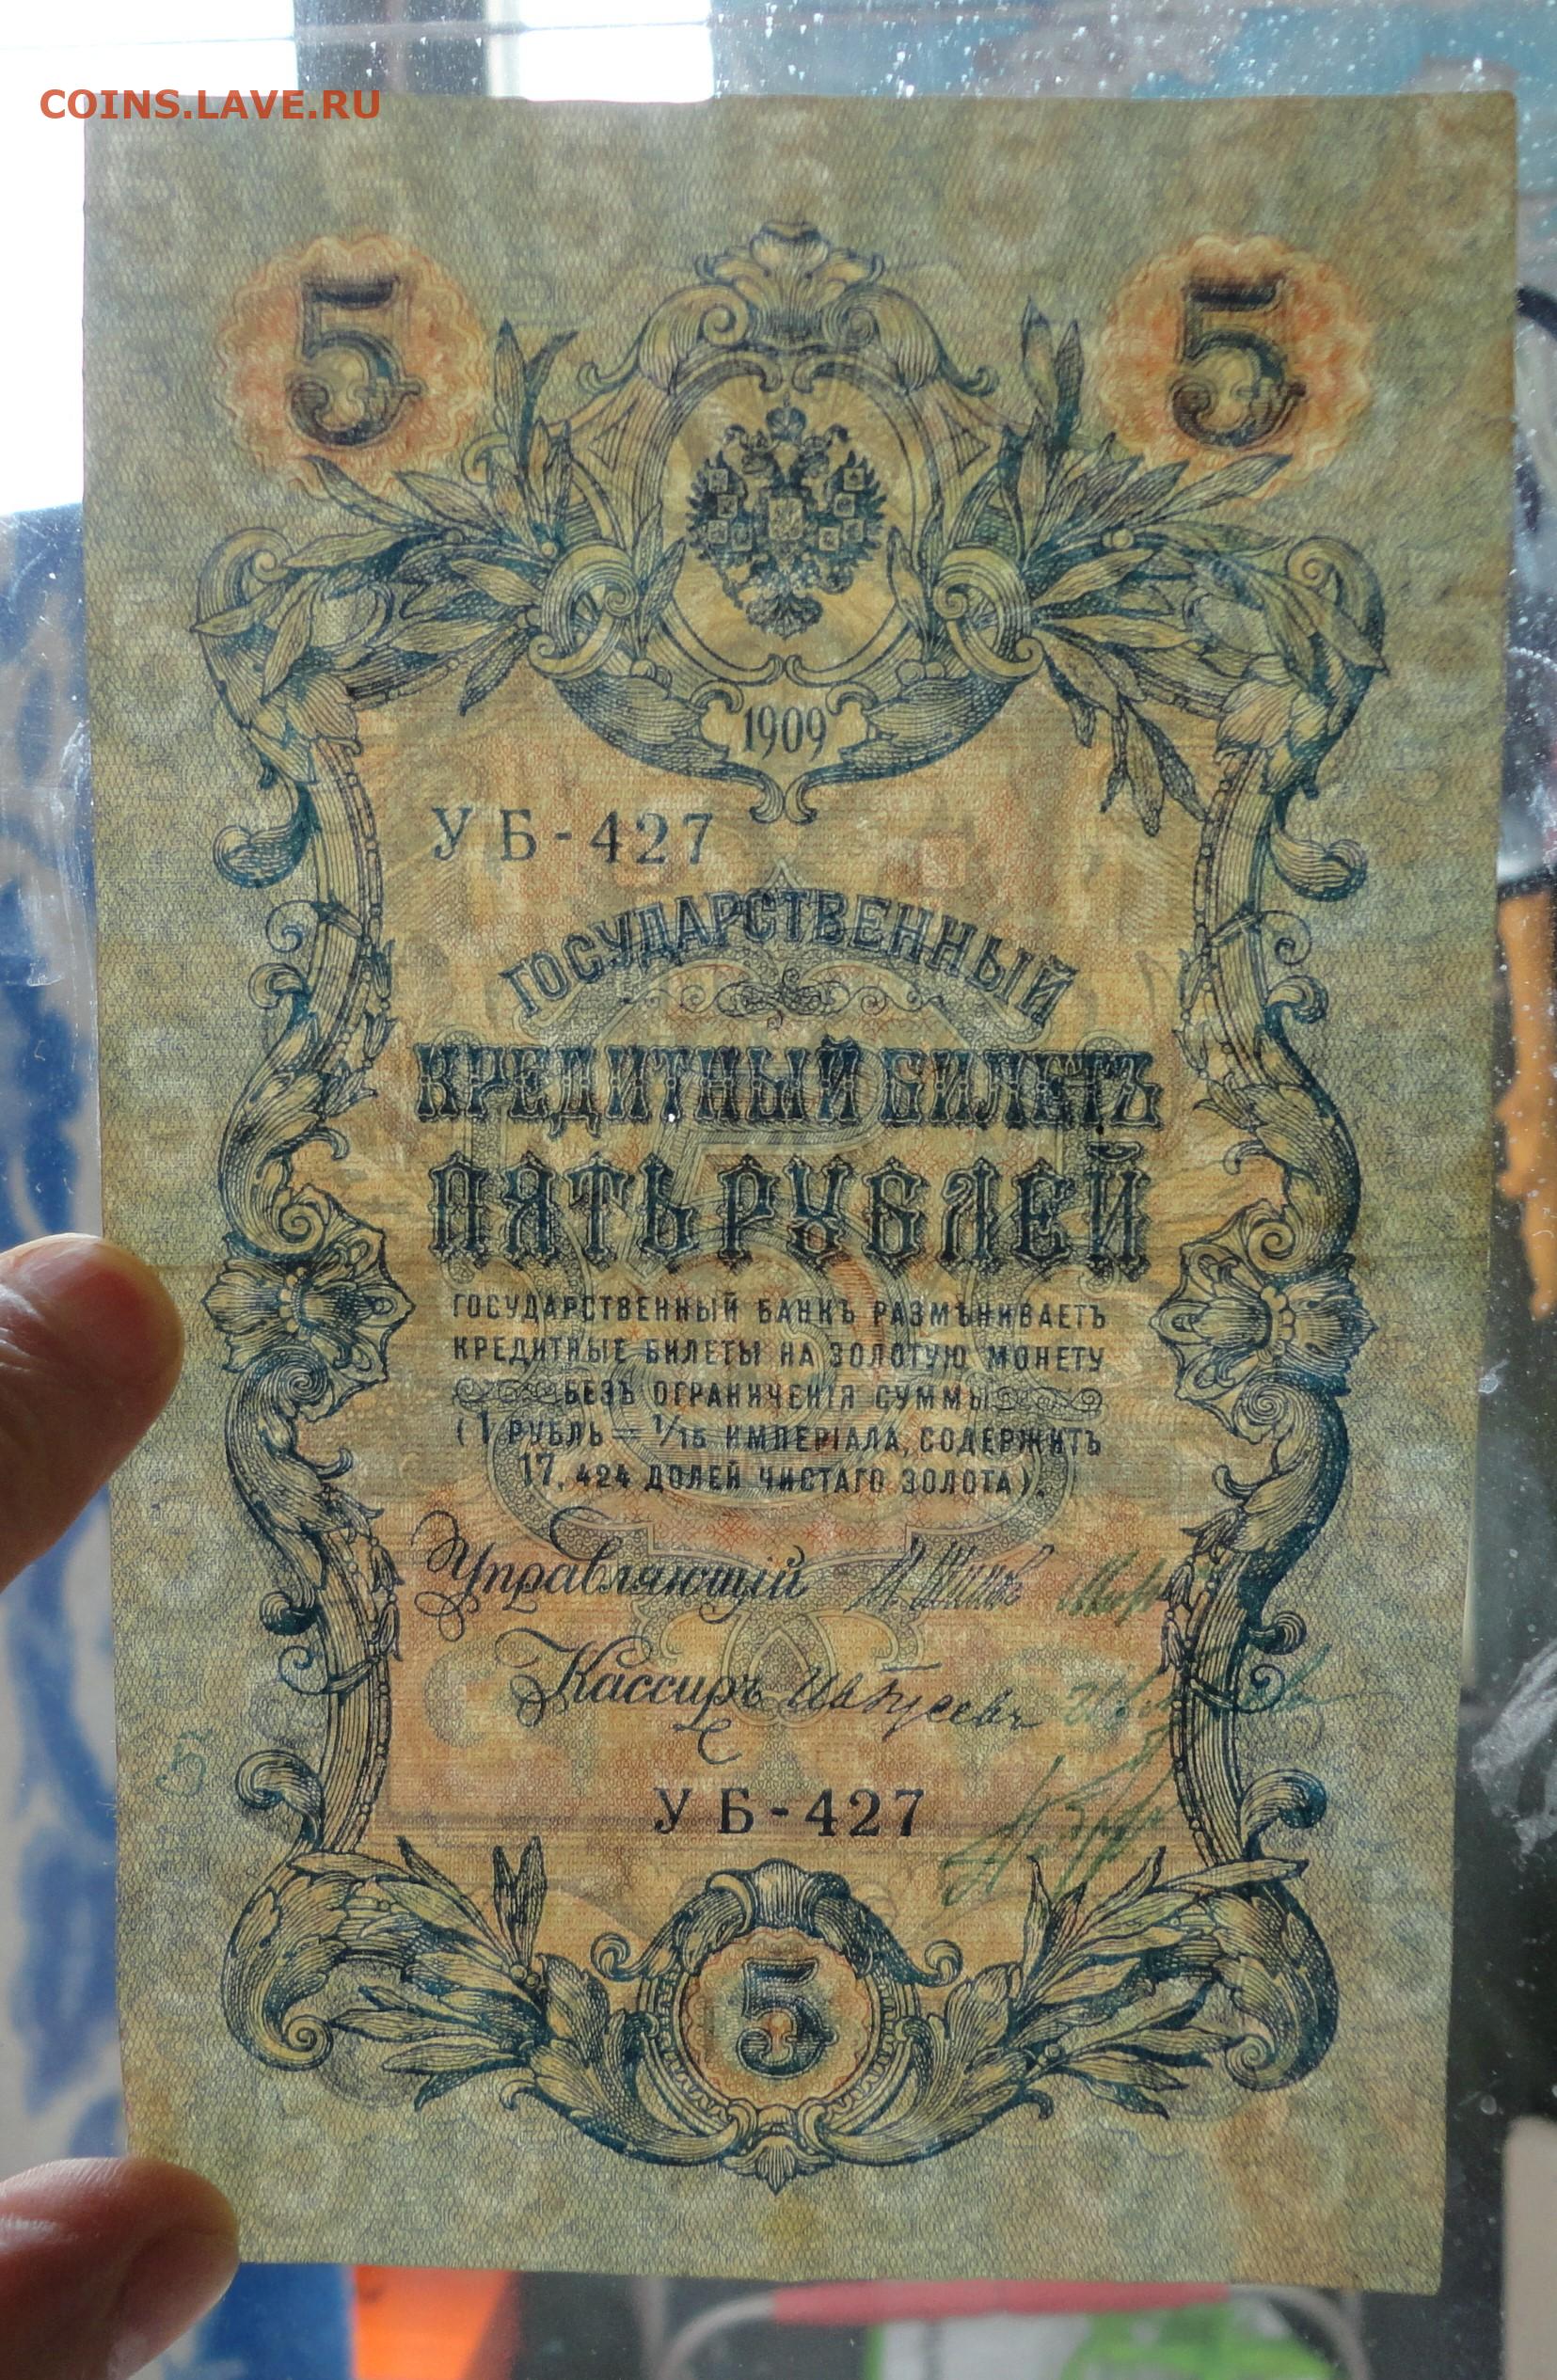 COINS.LAVE.RU
5 5
1909
УБ-427
ГОСУДАРСТВЕННЫЙ
КРЕДИТНЫЙ БИЛЕТЪ
ПЯТЬ РУБЛЕЙ
ГОСУДАРСТВЕННЫЙ БАНКЪ РАЗМѢНИВАЕТЪ
КРЕДИТНЫЕ БИЛЕТЫ НА ЗОЛОТУЮ МОНЕТУ
БЕЗЪ ОГРАНИЧЕНІЯ СУММЫ
(1 РУБЛЬ = 1/15 ИМПЕРІАЛА, СОДЕРЖИТЪ
17,424 ДОЛЕЙ ЧИСТАГО ЗОЛОТА).
Управляющій И. Шиповъ
Кассиръ
УБ-427
5